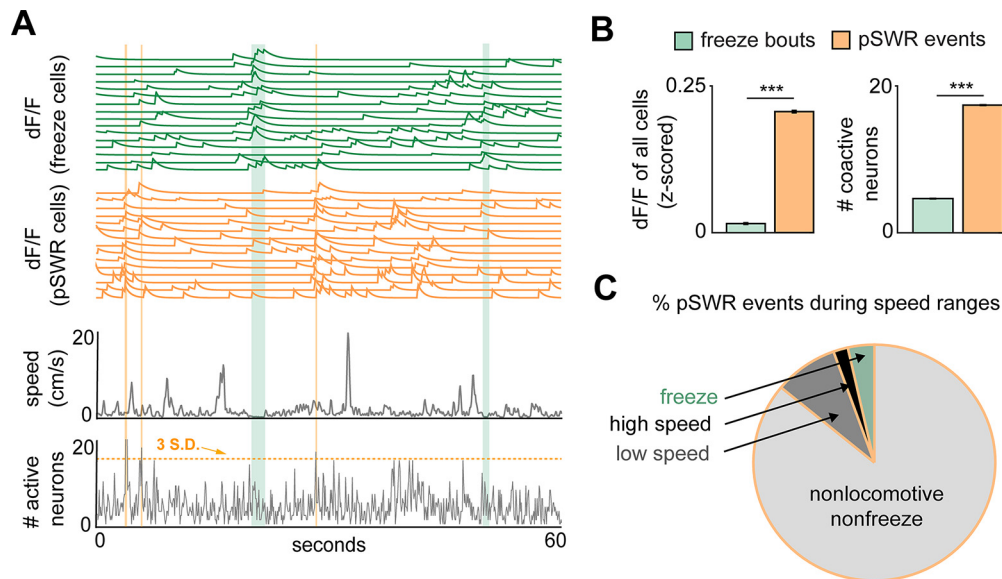 A
dF/F
(freeze cells)
dF/F
(pSWR cells)
20
speed
(cm/s)
0
3 S.D.
20
# active
neurons
0
0
seconds
60
B
freeze bouts
pSWR events
0.25
***
dF/F of all cells
(z-scored)
0
20
***
# coactive
neurons
0
C
% pSWR events during speed ranges
freeze
high speed
low speed
nonlocomotive
nonfreeze